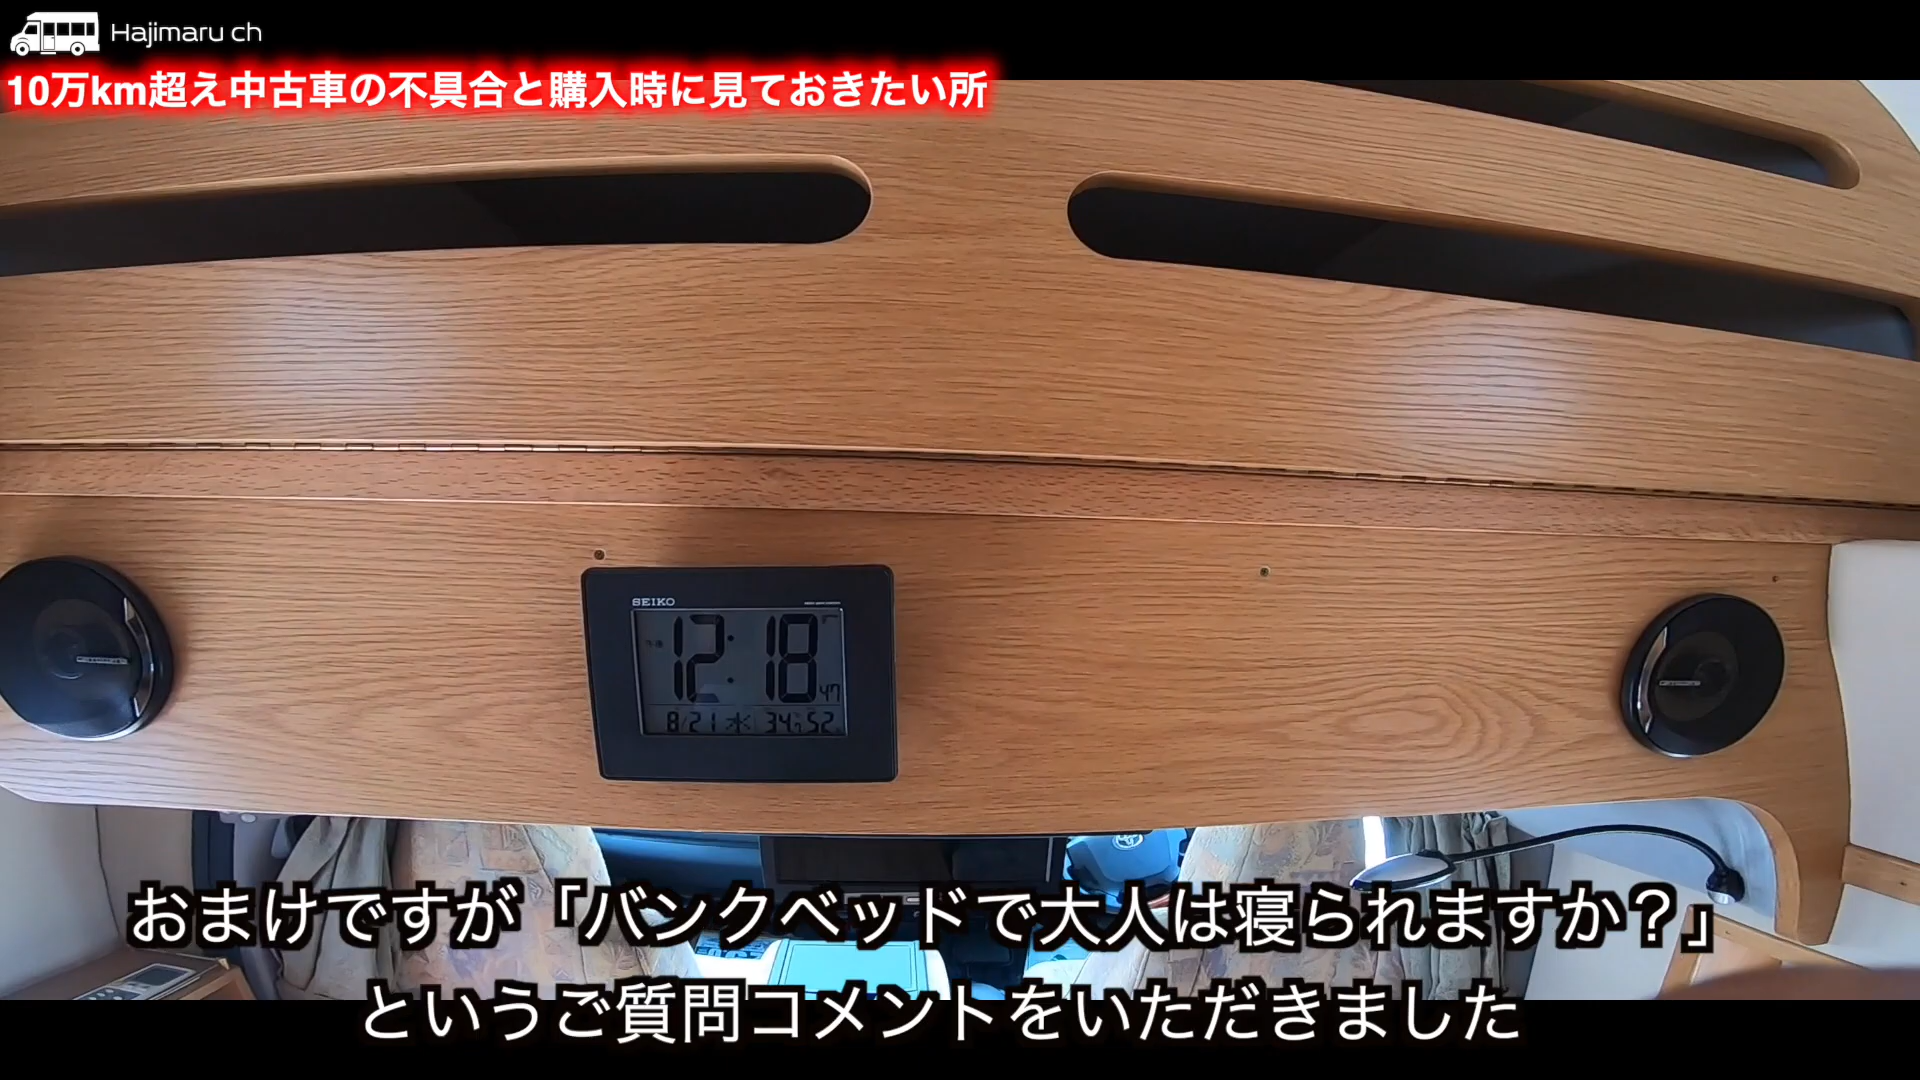 Hajimaru ch
10万km超え中古車の不具合と購入時に見ておきたい所
SEIKO
12:18 47
8/21 水 34 52
おまけですが「バンクベッドで大人は寝られますか？」
というご質問コメントをいただきました